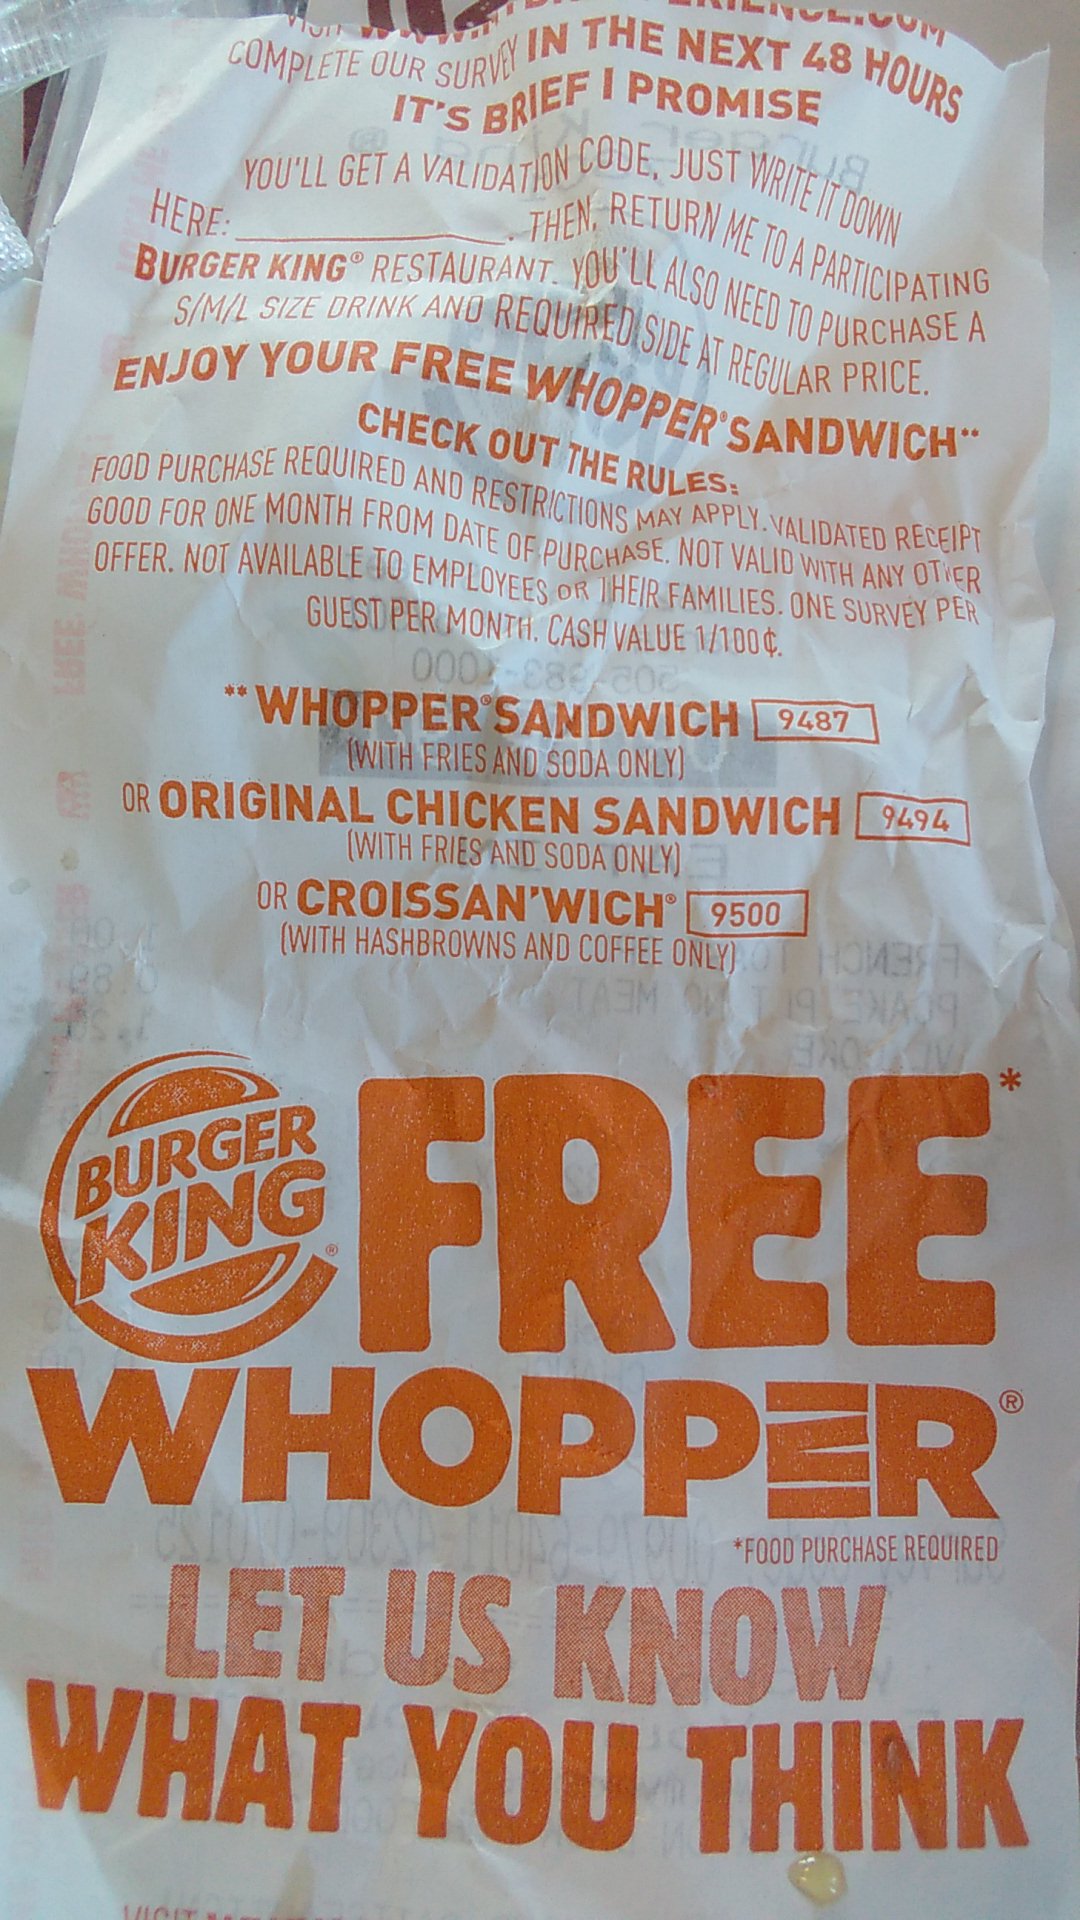 COMPLETE OUR SURVEY IN THE NEXT 48 HOURS
IT'S BRIEF I PROMISE
YOU'LL GET A VALIDATION CODE, JUST WRITE IT DOWN
HERE: ____________. THEN, RETURN ME TO A PARTICIPATING
BURGER KING® RESTAURANT. YOU'LL ALSO NEED TO PURCHASE A
S/M/L SIZE DRINK AND REQUIRED SIDE AT REGULAR PRICE.
ENJOY YOUR FREE WHOPPER® SANDWICH**
CHECK OUT THE RULES:
FOOD PURCHASE REQUIRED AND RESTRICTIONS MAY APPLY. VALIDATED RECEIPT
GOOD FOR ONE MONTH FROM DATE OF PURCHASE. NOT VALID WITH ANY OTHER
OFFER. NOT AVAILABLE TO EMPLOYEES OR THEIR FAMILIES. ONE SURVEY PER
GUEST PER MONTH. CASH VALUE 1/100¢.
**WHOPPER® SANDWICH 9487
(WITH FRIES AND SODA ONLY)
OR ORIGINAL CHICKEN SANDWICH 9494
(WITH FRIES AND SODA ONLY)
OR CROISSAN'WICH® 9500
(WITH HASHBROWNS AND COFFEE ONLY)
BURGER KING® FREE*
WHOPPER®
*FOOD PURCHASE REQUIRED
LET US KNOW
WHAT YOU THINK
VISIT